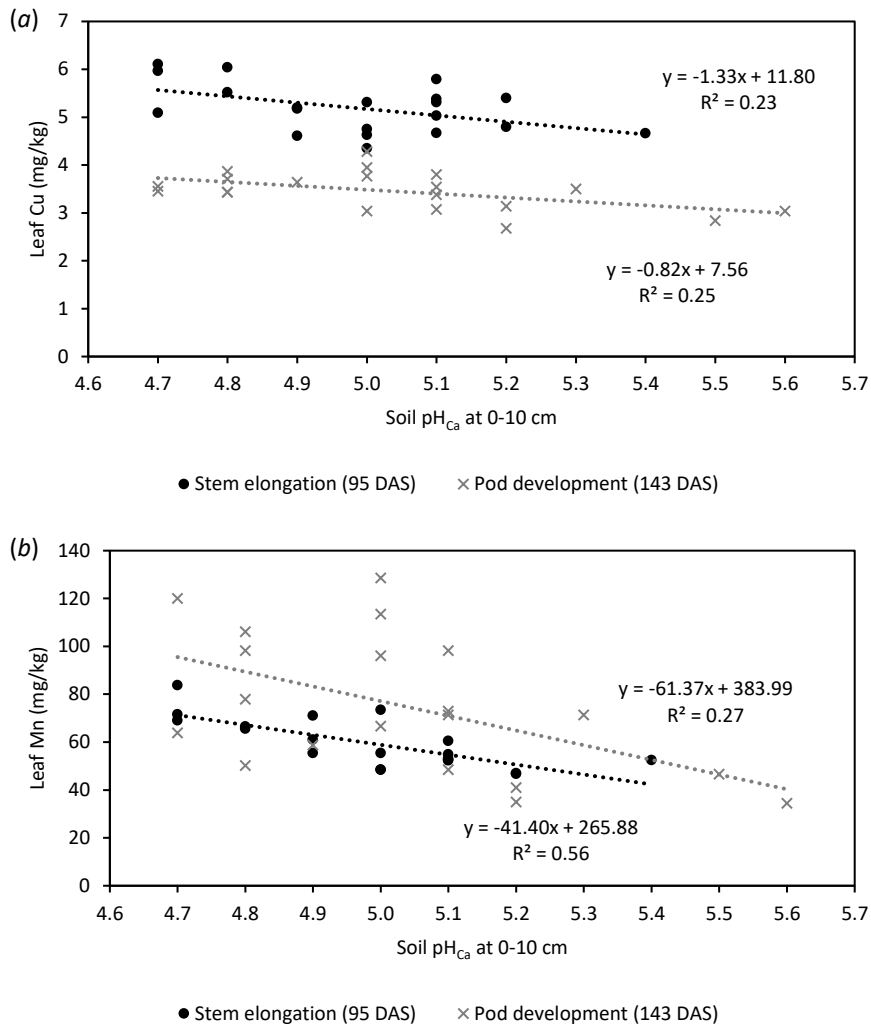 (a)
7
6
5
4
3
2
1
0
Leaf Cu (mg/kg)
y = -1.33x + 11.80
R² = 0.23
y = -0.82x + 7.56
R² = 0.25
4.6 4.7 4.8 4.9 5.0 5.1 5.2 5.3 5.4 5.5 5.6 5.7
Soil pHCa at 0-10 cm
Stem elongation (95 DAS) Pod development (143 DAS)
(b)
140
120
100
80
60
40
20
0
Leaf Mn (mg/kg)
y = -61.37x + 383.99
R² = 0.27
y = -41.40x + 265.88
R² = 0.56
4.6 4.7 4.8 4.9 5.0 5.1 5.2 5.3 5.4 5.5 5.6 5.7
Soil pHCa at 0-10 cm
Stem elongation (95 DAS) Pod development (143 DAS)